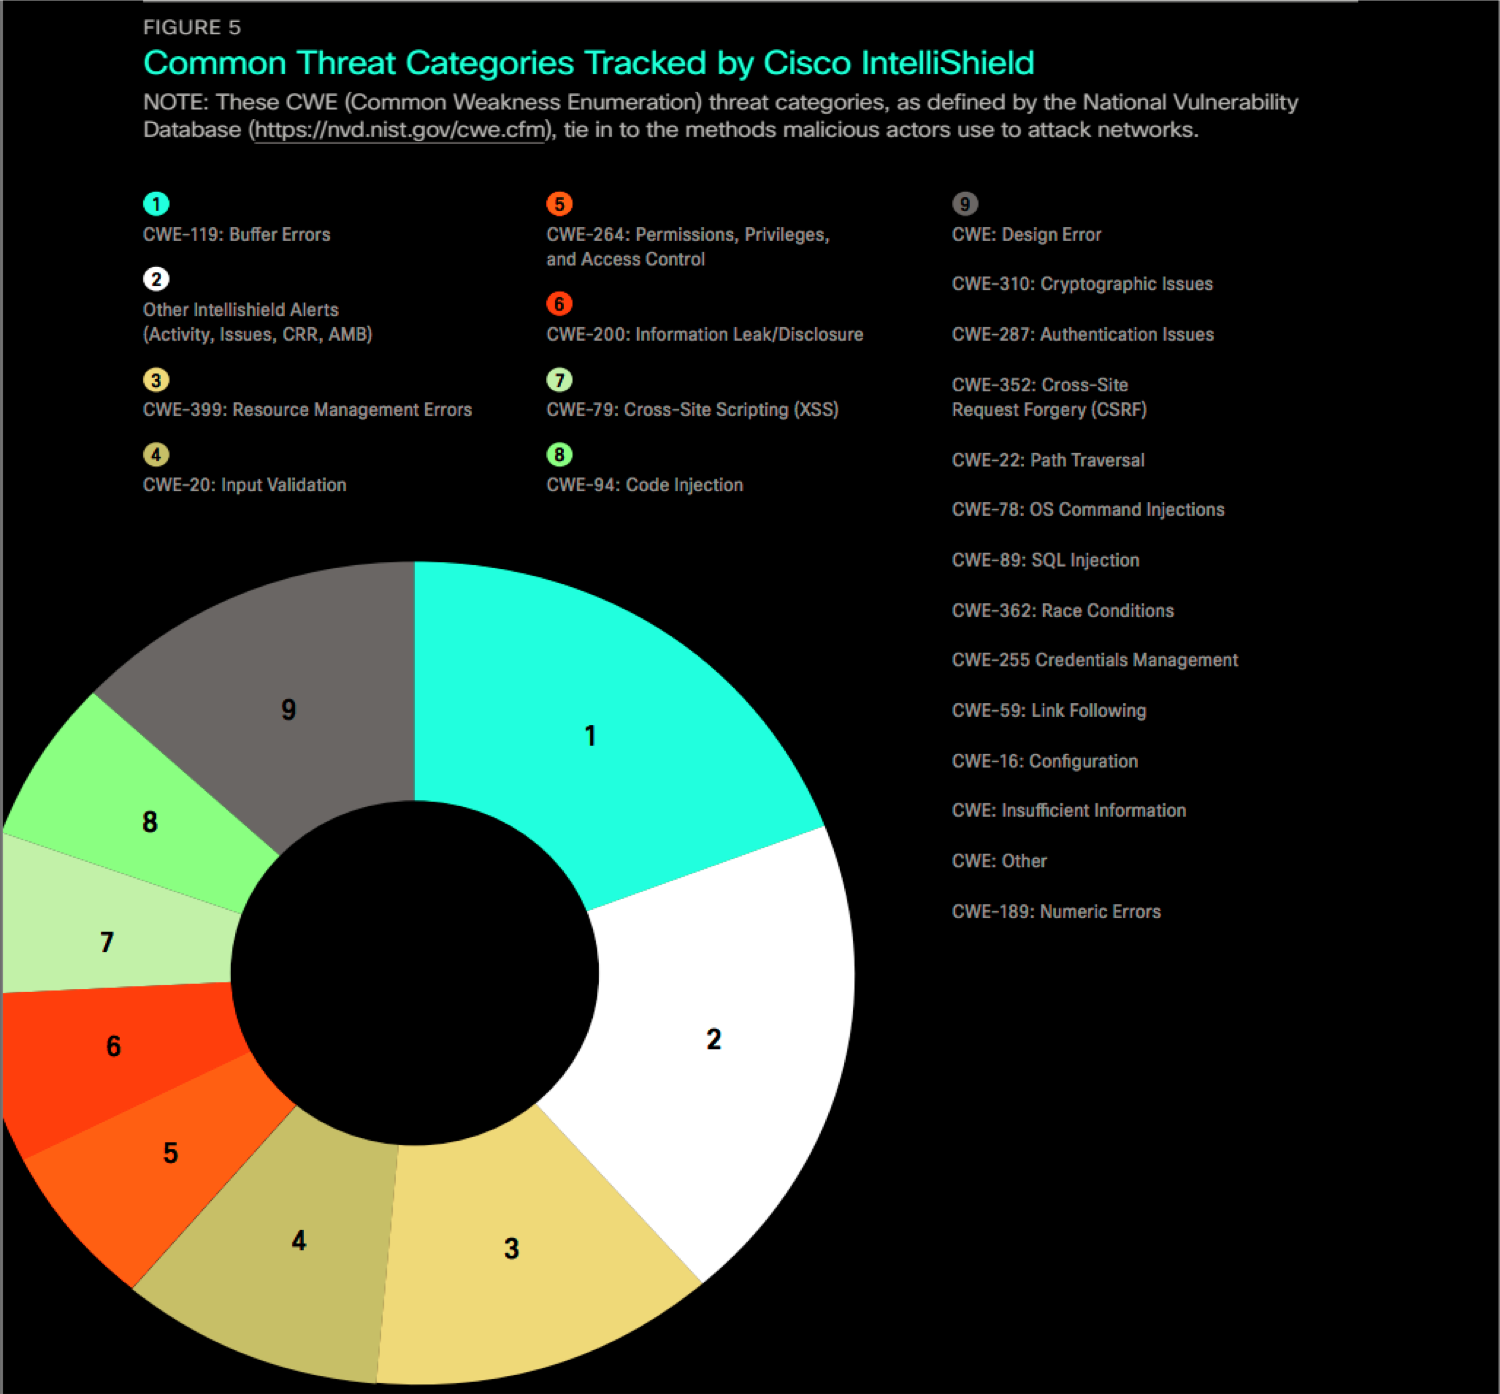 FIGURE 5
Common Threat Categories Tracked by Cisco IntelliShield
NOTE: These CWE (Common Weakness Enumeration) threat categories, as defined by the National Vulnerability
Database (https://nvd.nist.gov/cwe.cfm), tie in to the methods malicious actors use to attack networks.
1
CWE-119: Buffer Errors
2
Other Intellishield Alerts
(Activity, Issues, CRR, AMB)
3
CWE-399: Resource Management Errors
4
CWE-20: Input Validation
5
CWE-264: Permissions, Privileges,
and Access Control
6
CWE-200: Information Leak/Disclosure
7
CWE-79: Cross-Site Scripting (XSS)
8
CWE-94: Code Injection
9
CWE: Design Error
CWE-310: Cryptographic Issues
CWE-287: Authentication Issues
CWE-352: Cross-Site
Request Forgery (CSRF)
CWE-22: Path Traversal
CWE-78: OS Command Injections
CWE-89: SQL Injection
CWE-362: Race Conditions
CWE-255 Credentials Management
CWE-59: Link Following
CWE-16: Configuration
CWE: Insufficient Information
CWE: Other
CWE-189: Numeric Errors
9
1
8
7
2
6
5
4
3